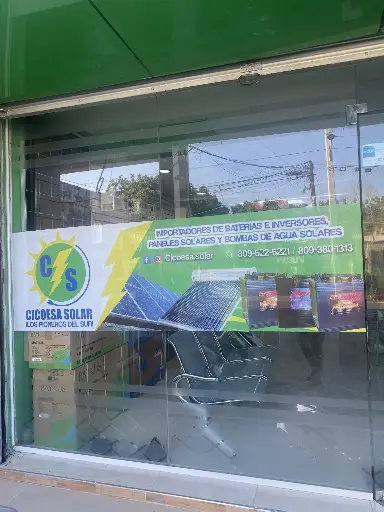 IMPORTADORES DE BATERIAS E INVERSORES,
PANELES SOLARES Y BOMBAS DE AGUA SOLARES
Cicoesa.solar
809-522-5221 / 809-380-1313
CS
CICOESA SOLAR
¡LOS PIONEROS DEL SUR!